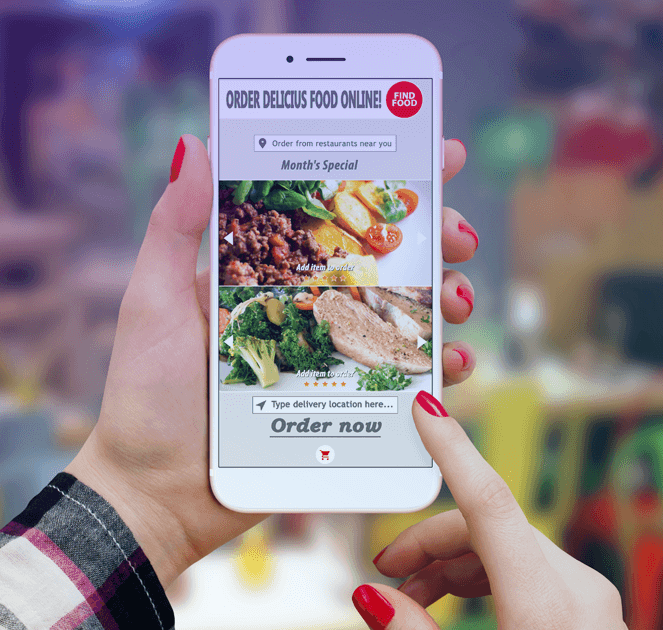 ORDER DELICIUS FOOD ONLINE!
FIND
FOOD
Order from restaurants near you
Month's Special
Add item to order
Add item to order
Type delivery location here...
Order now